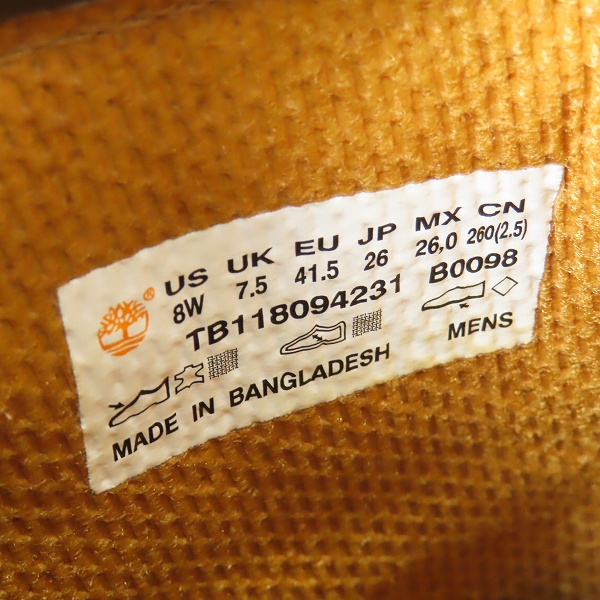 US UK EU JP MX CN
8W 7.5 41.5 26 26,0 260(2.5)
TB118094231 B0098
MADE IN BANGLADESH MENS
®